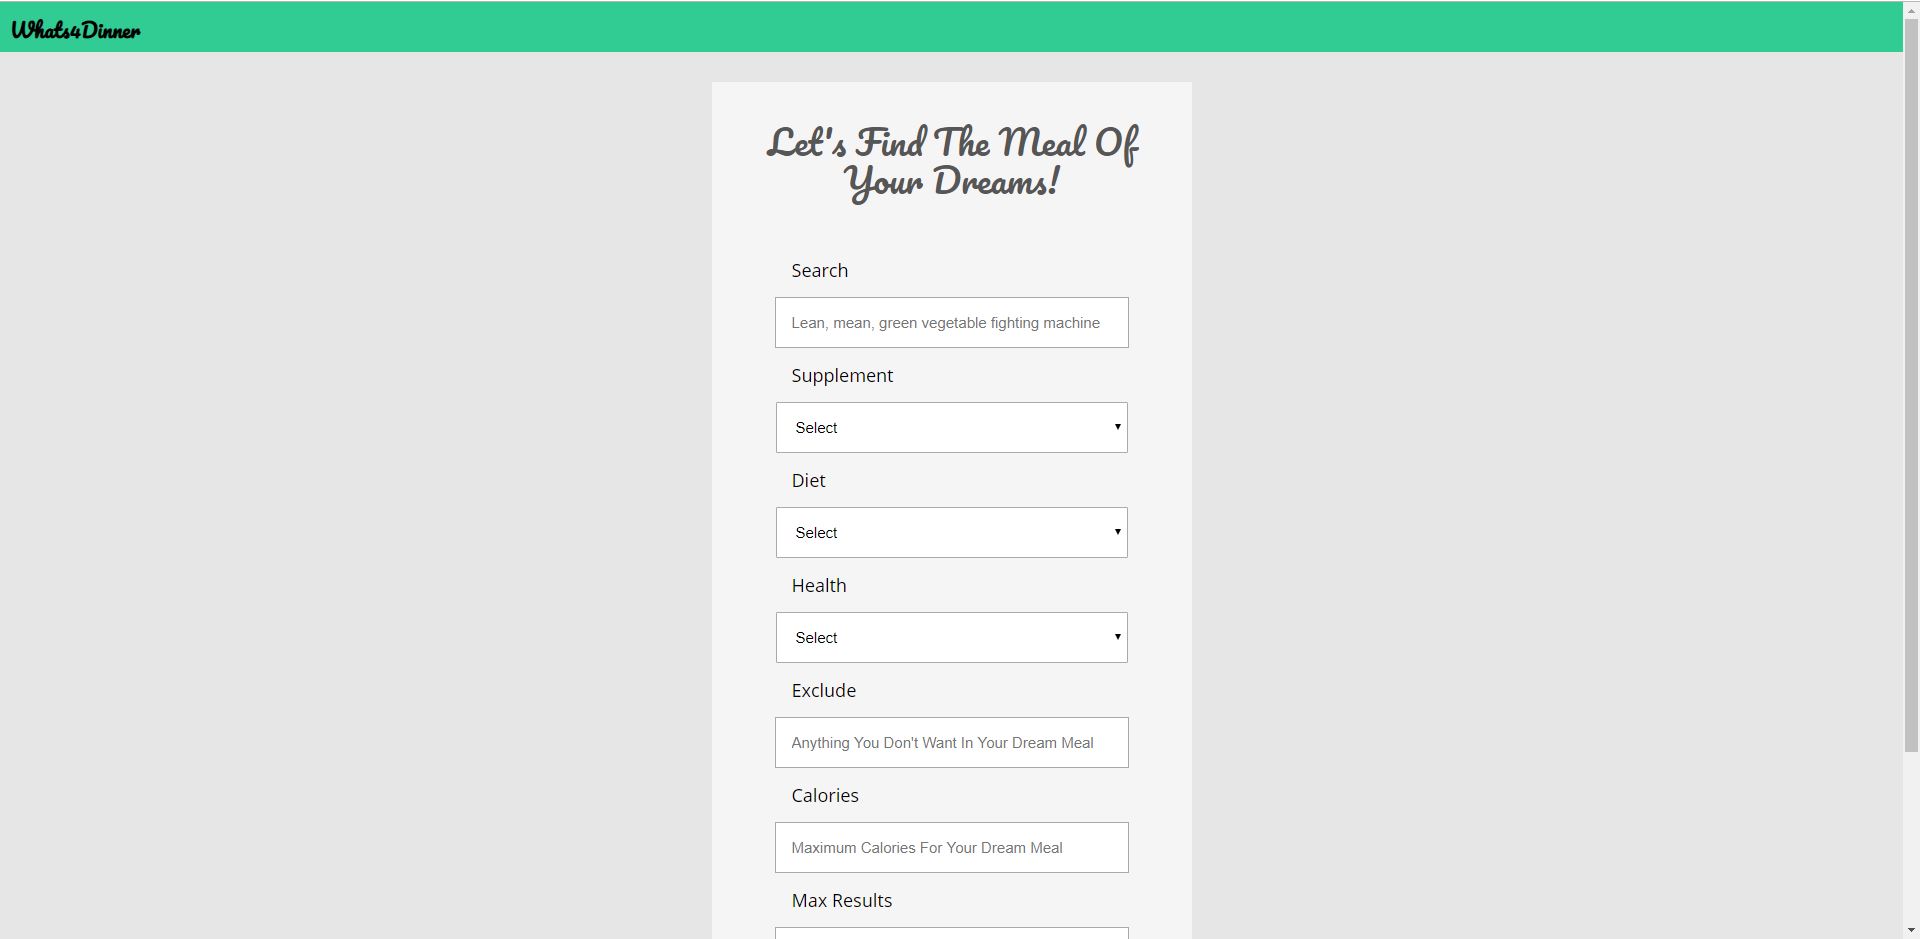 Whats4Dinner
Let's Find The Meal Of
Your Dreams!
Search
Lean, mean, green vegetable fighting machine
Supplement
Select
Diet
Select
Health
Select
Exclude
Anything You Don't Want In Your Dream Meal
Calories
Maximum Calories For Your Dream Meal
Max Results